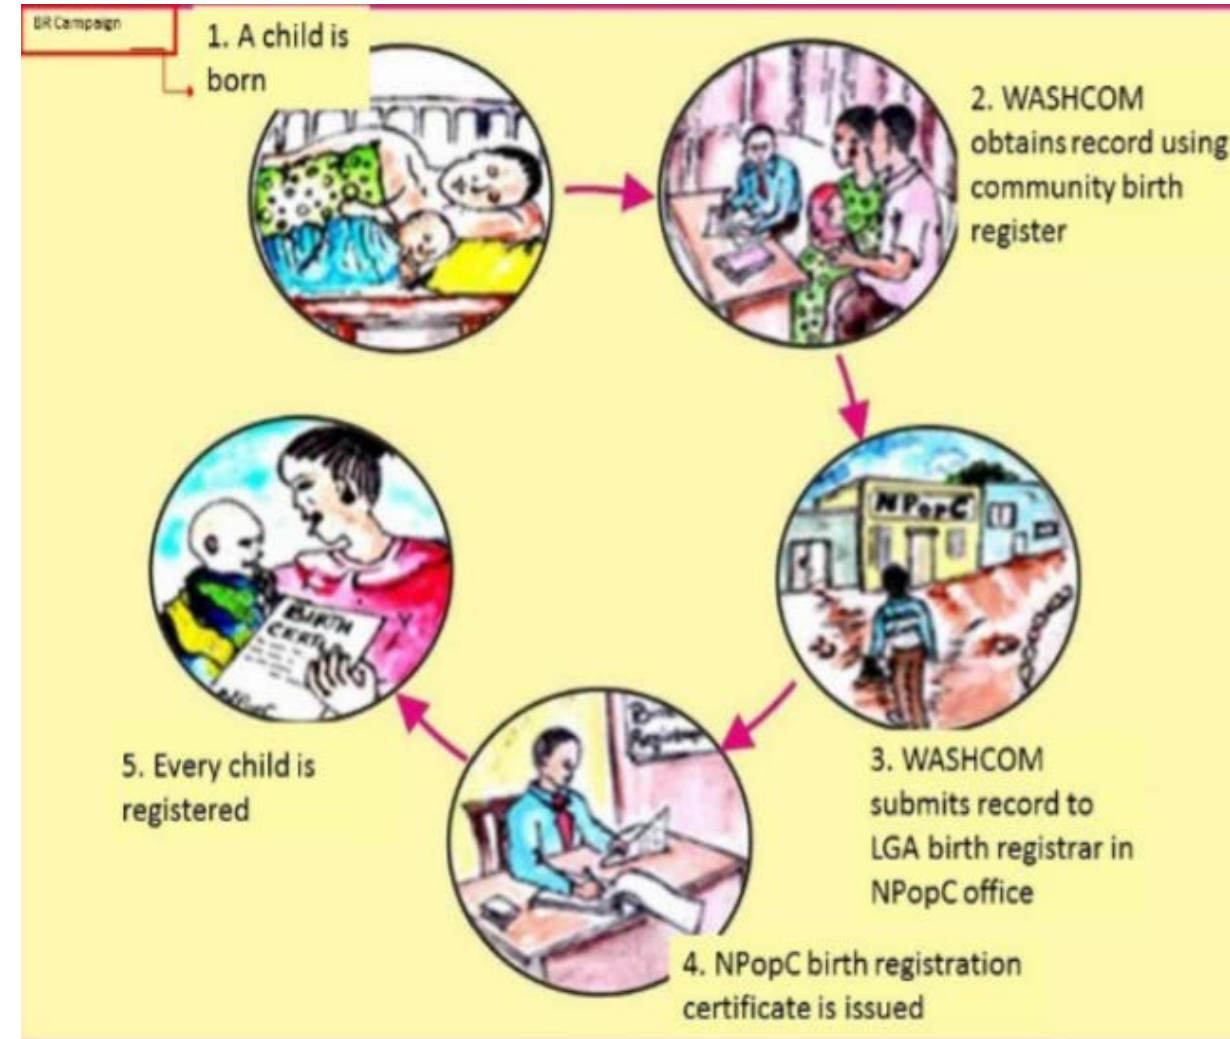 BR Campaign
1. A child is
born
2. WASHCOM
obtains record using
community birth
register
NPopC
3. WASHCOM
submits record to
LGA birth registrar in
NPopC office
4. NPopC birth registration
certificate is issued
BIRTH
5. Every child is
registered